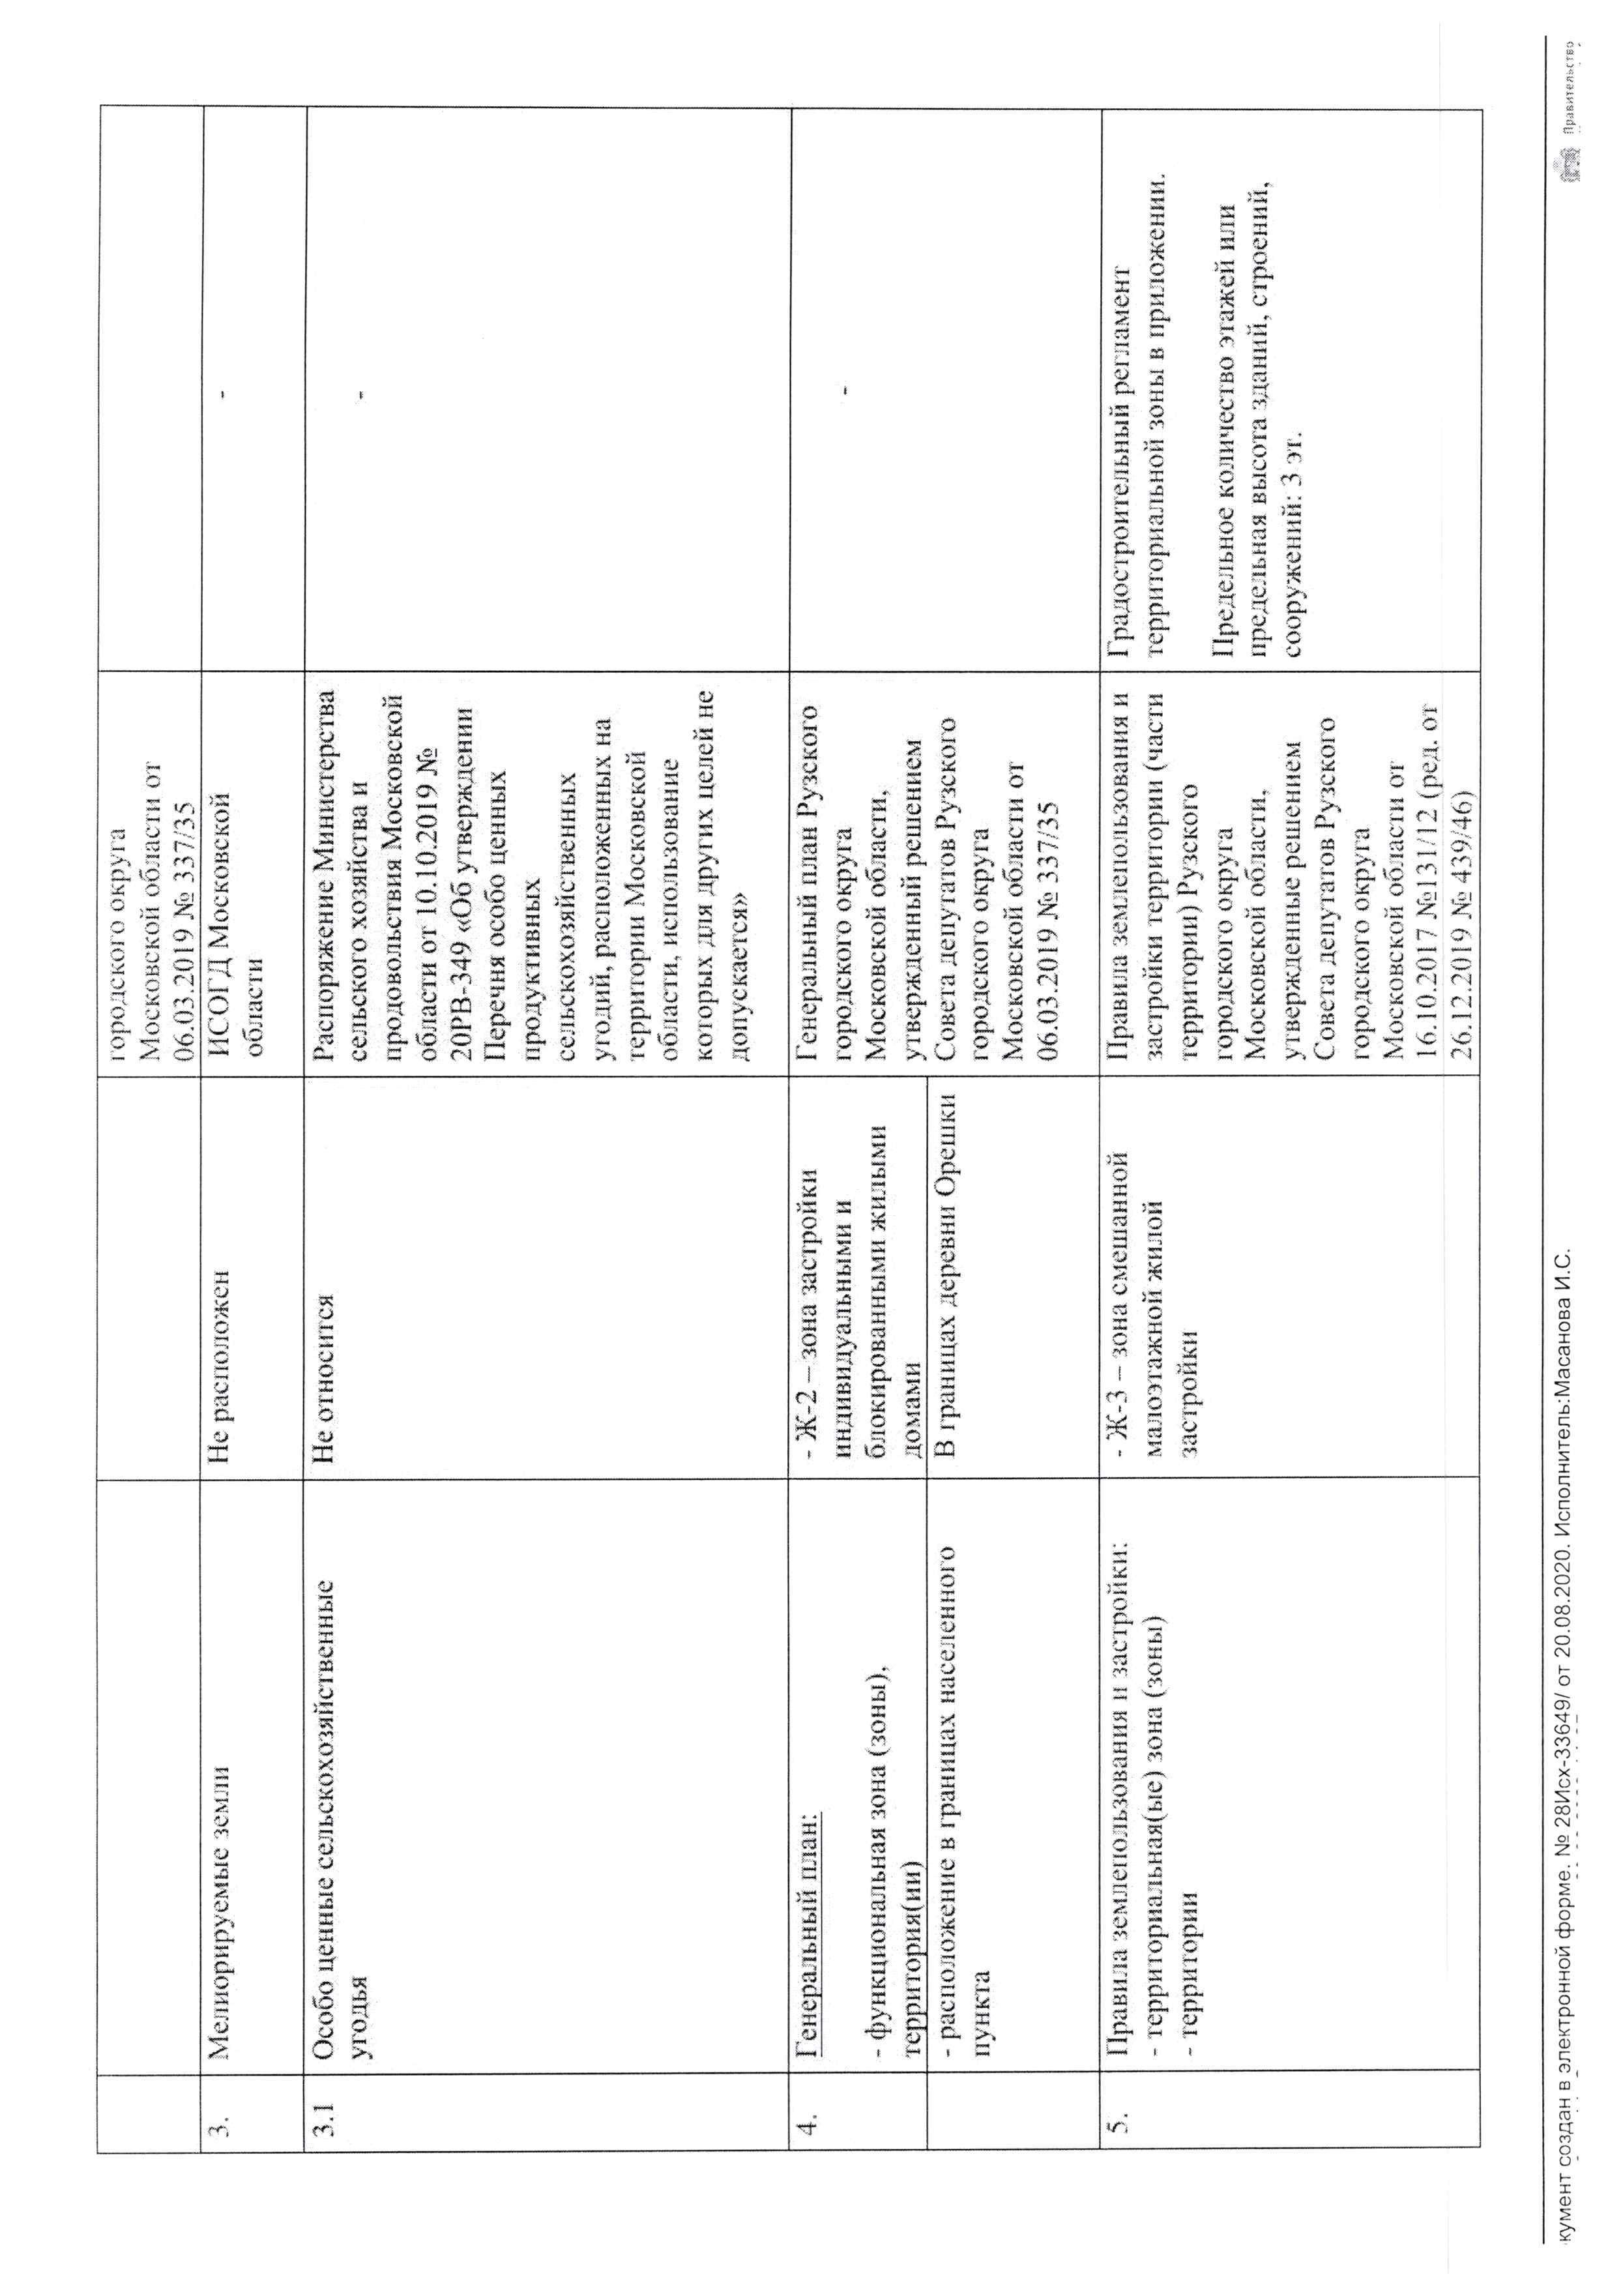 городского округа
Московской области от
06.03.2019 № 337/35
3.
Мелиорируемые земли
Не расположен
ИСОГД Московской
области
-
3.1
Особо ценные сельскохозяйственные
угодья
Не относится
Распоряжение Министерства
сельского хозяйства и
продовольствия Московской
области от 10.10.2019 №
20РВ-349 «Об утверждении
Перечня особо ценных
продуктивных
сельскохозяйственных
угодий, расположенных на
территории Московской
области, использование
которых для других целей не
допускается»
-
4.
Генеральный план:
- функциональная зона (зоны),
территория(ии)
- Ж-2 – зона застройки
индивидуальными и
блокированными жилыми
домами
- расположение в границах населенного
пункта
В границах деревни Орешки
Генеральный план Рузского
городского округа
Московской области,
утвержденный решением
Совета депутатов Рузского
городского округа
Московской области от
06.03.2019 № 337/35
-
5.
Правила землепользования и застройки:
- территориальная(ые) зона (зоны)
- территории
- Ж-3 – зона смешанной
малоэтажной жилой
застройки
Правила землепользования и
застройки территории (части
территории) Рузского
городского округа
Московской области,
утвержденные решением
Совета депутатов Рузского
городского округа
Московской области от
16.10.2017 №131/12 (ред. от
26.12.2019 № 439/46)
Градостроительный регламент
территориальной зоны в приложении.
Предельное количество этажей или
предельная высота зданий, строений,
сооружений: 3 эт.
кумент создан в электронной форме. № 28Исх-33649/ от 20.08.2020. Исполнитель:Масанова И.С.
Правительство